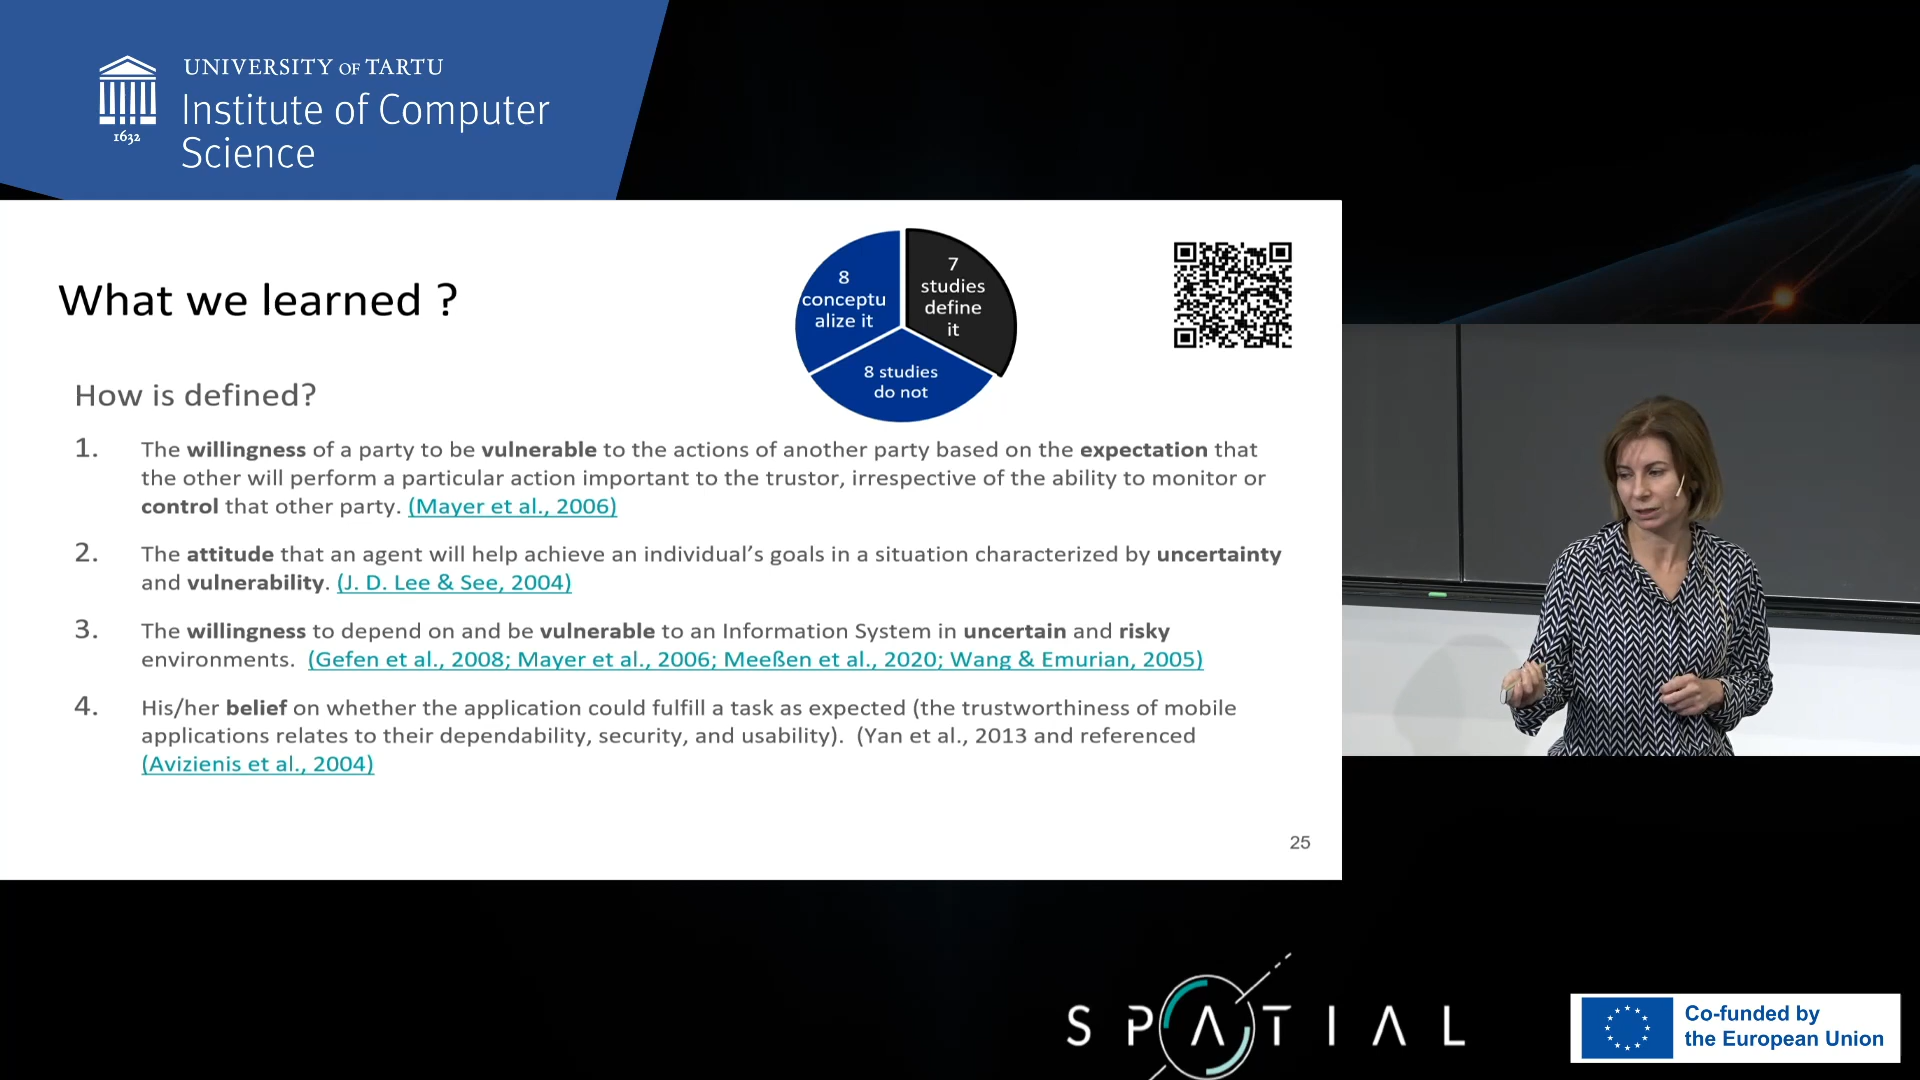 UNIVERSITY OF TARTU
Institute of Computer
Science
1632
What we learned ?
8
conceptu
alize it
7
studies
define
it
8 studies
do not
How is defined?
1. The willingness of a party to be vulnerable to the actions of another party based on the expectation that
the other will perform a particular action important to the trustor, irrespective of the ability to monitor or
control that other party. (Mayer et al., 2006)
2. The attitude that an agent will help achieve an individual’s goals in a situation characterized by uncertainty
and vulnerability. (J. D. Lee & See, 2004)
3. The willingness to depend on and be vulnerable to an Information System in uncertain and risky
environments. (Gefen et al., 2008; Mayer et al., 2006; Meeßen et al., 2020; Wang & Emurian, 2005)
4. His/her belief on whether the application could fulfill a task as expected (the trustworthiness of mobile
applications relates to their dependability, security, and usability). (Yan et al., 2013 and referenced
(Avizienis et al., 2004)
25
SPATIAL
Co-funded by
the European Union